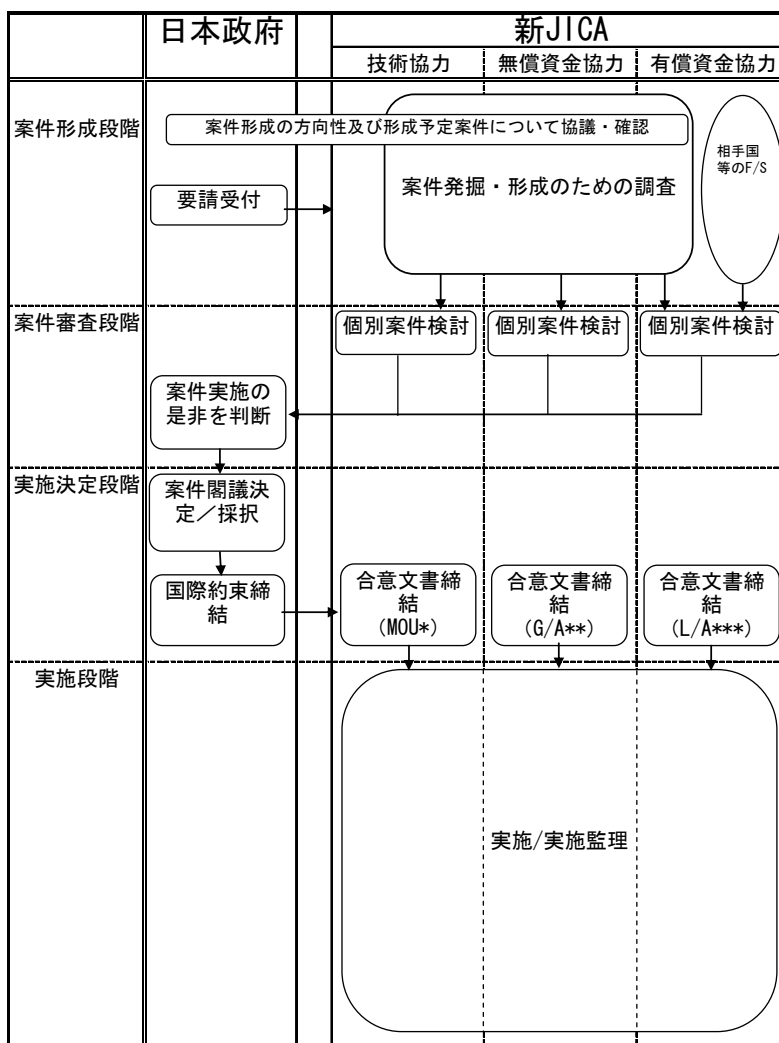 日本政府
新JICA
技術協力
無償資金協力
有償資金協力
案件形成段階
案件形成の方向性及び形成予定案件について協議・確認
相手国
等のF/S
案件発掘・形成のための調査
要請受付
案件審査段階
個別案件検討
個別案件検討
個別案件検討
案件実施の
是非を判断
実施決定段階
案件閣議決
定／採択
国際約束締
結
合意文書締
結
(MOU*)
合意文書締
結
(G/A**)
合意文書締
結
(L/A***)
実施段階
実施/実施監理